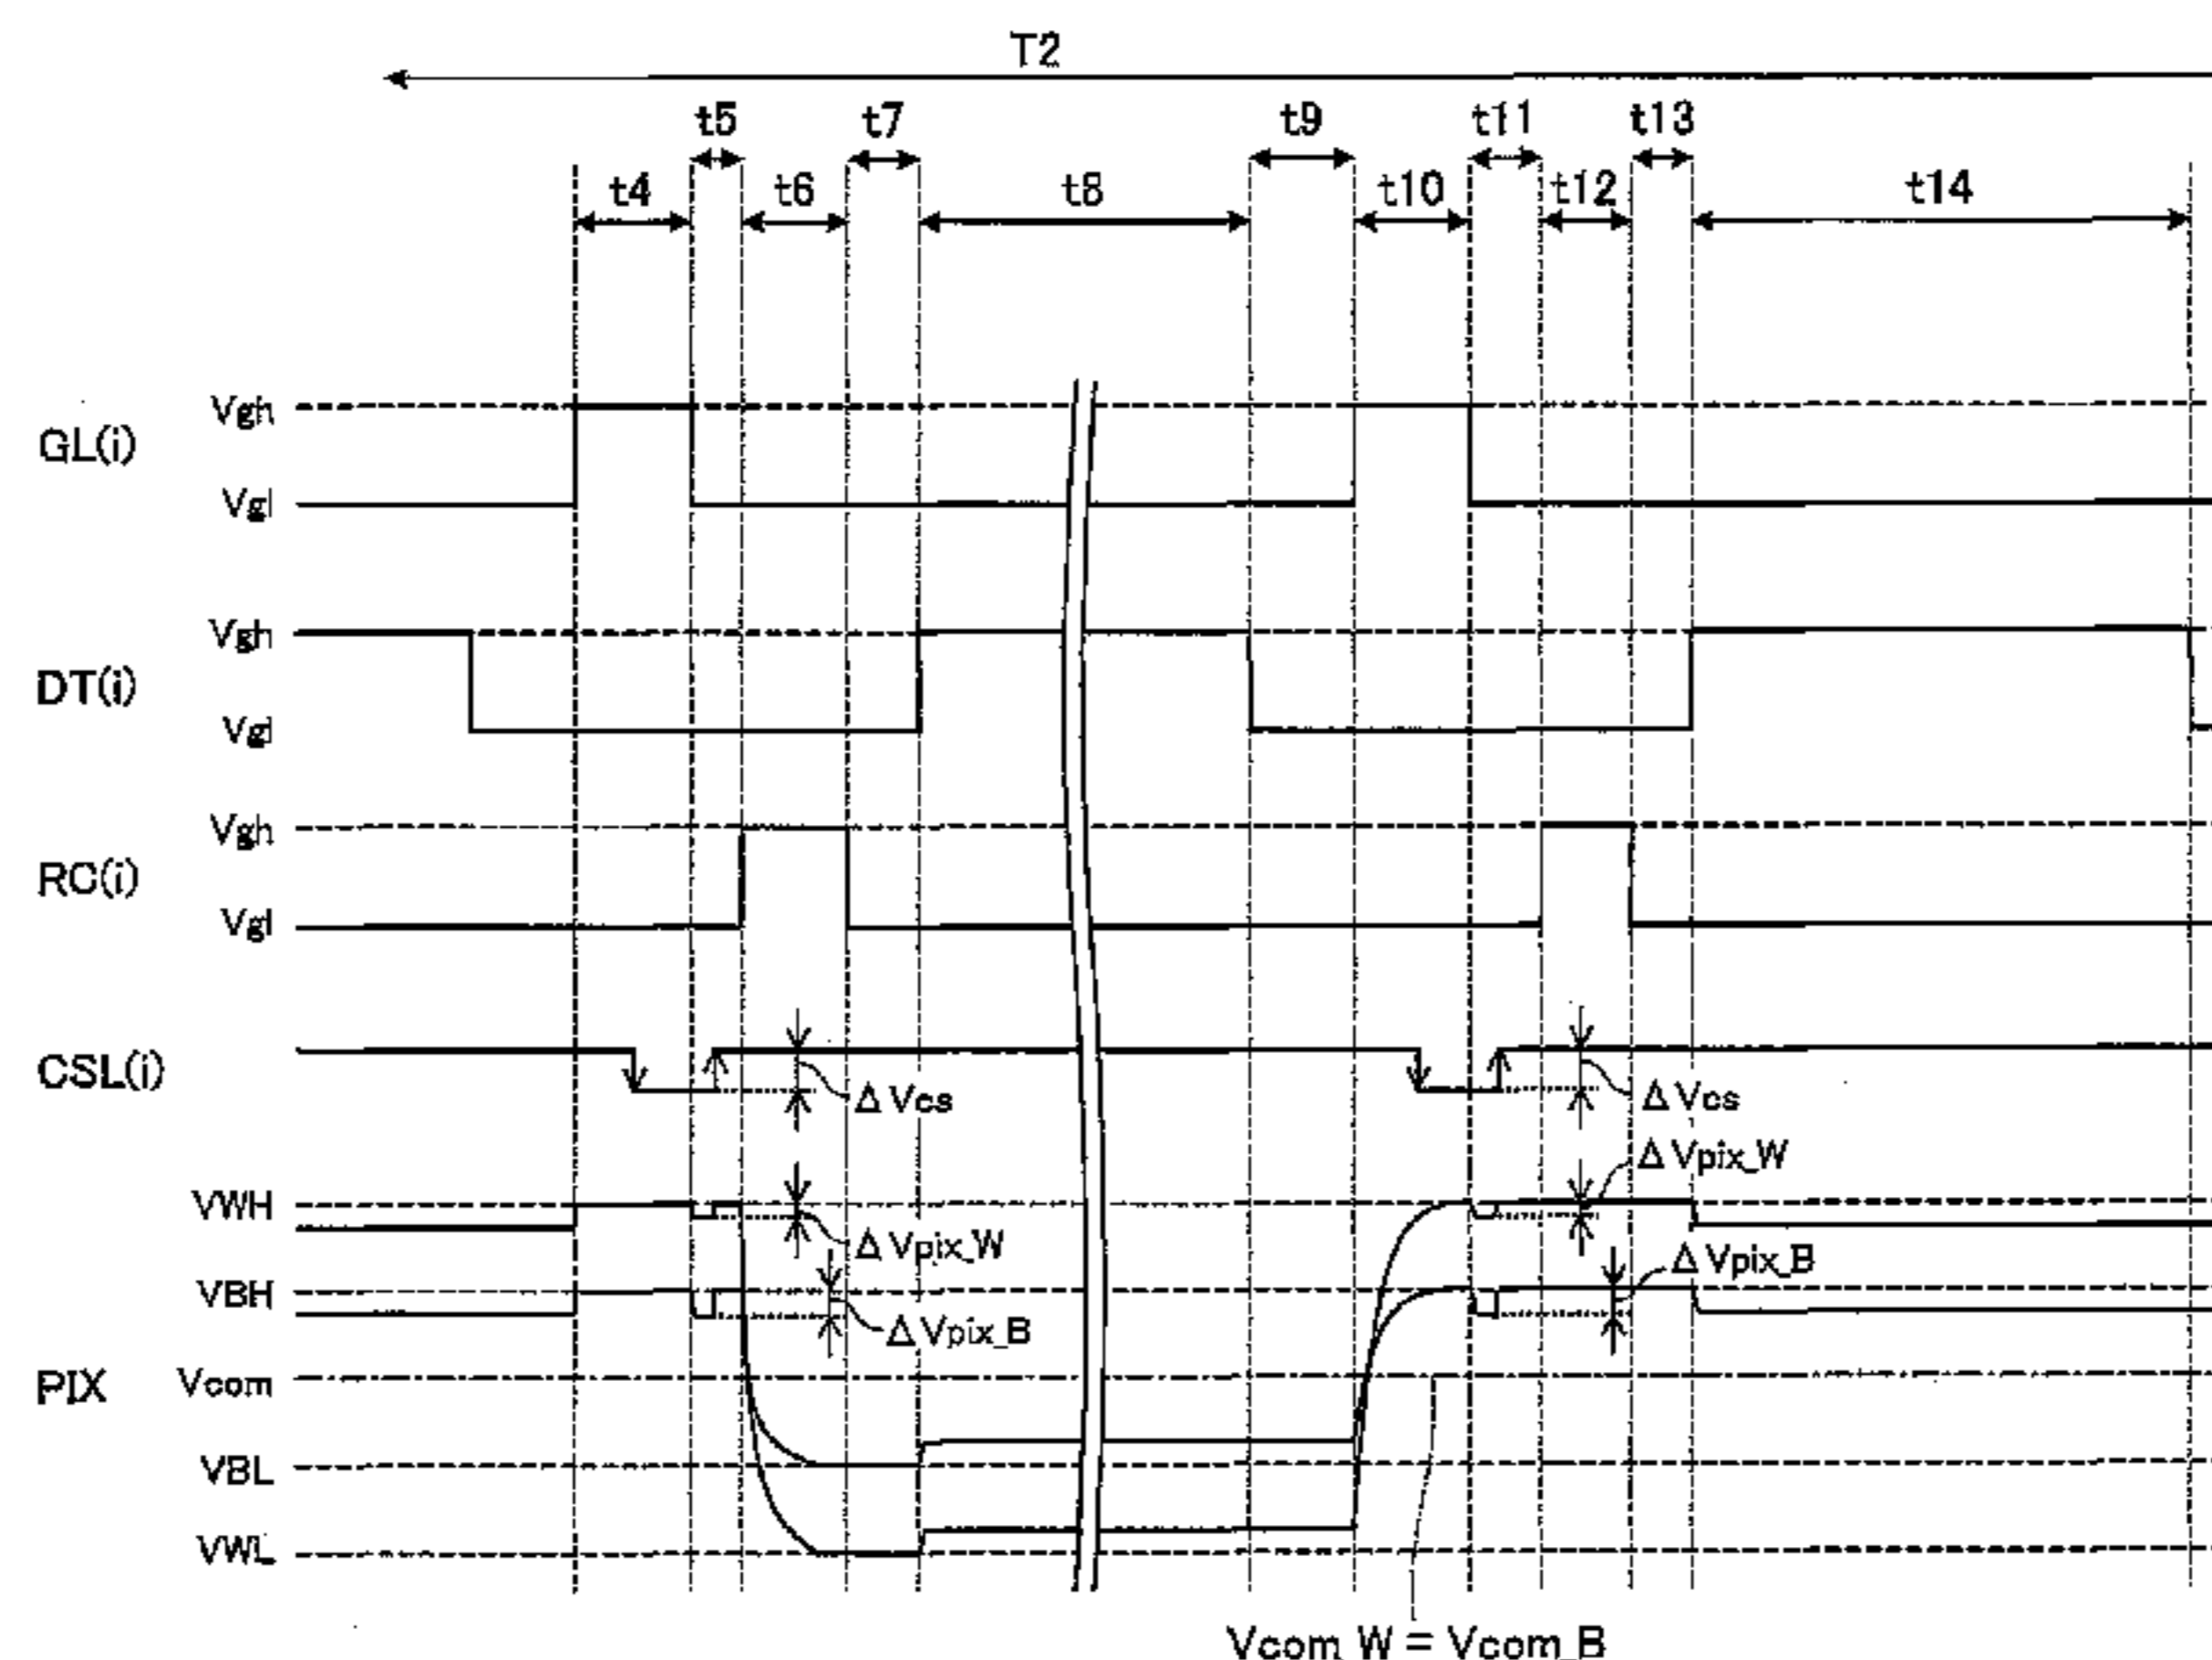 T2
t5 t7 t9 t11 t13
t4 t6 t8 t10 t12 t14
Vgh
GL(i)
Vgl
Vgh
DT(i)
Vgl
Vgh
RC(i)
Vgl
CSL(i)
ΔVcs ΔVcs
ΔVpix_W
VWH
ΔVpix_W
ΔVpix_B
VBH
ΔVpix_B
PIX Vcom
VBL
VWL
Vcom_W = Vcom_B